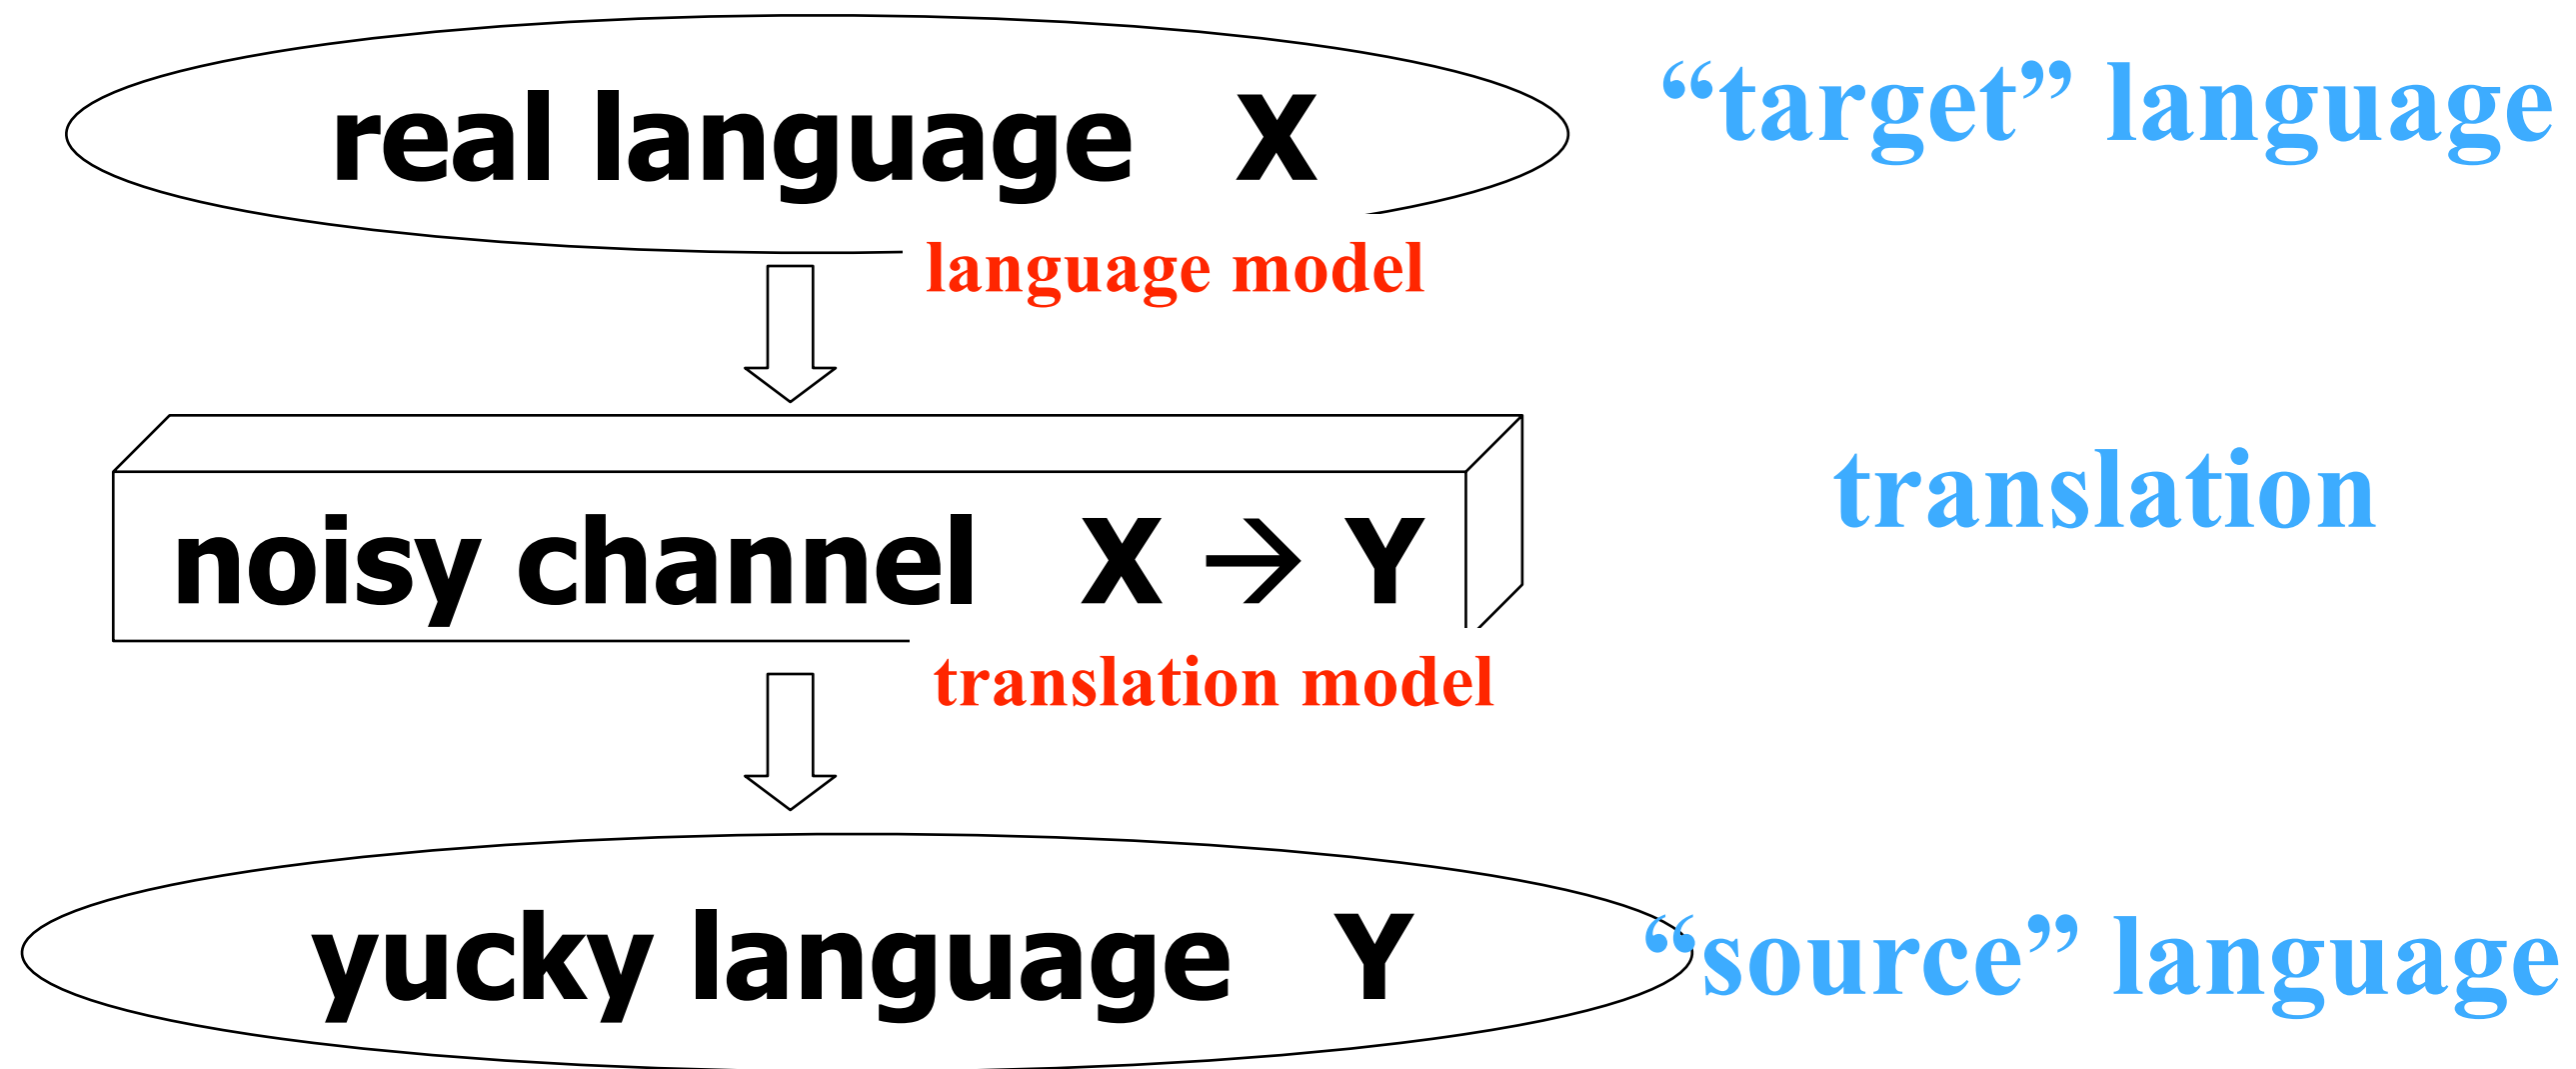 real language X
“target” language
language model
noisy channel X → Y
translation
translation model
yucky language Y
“source” language